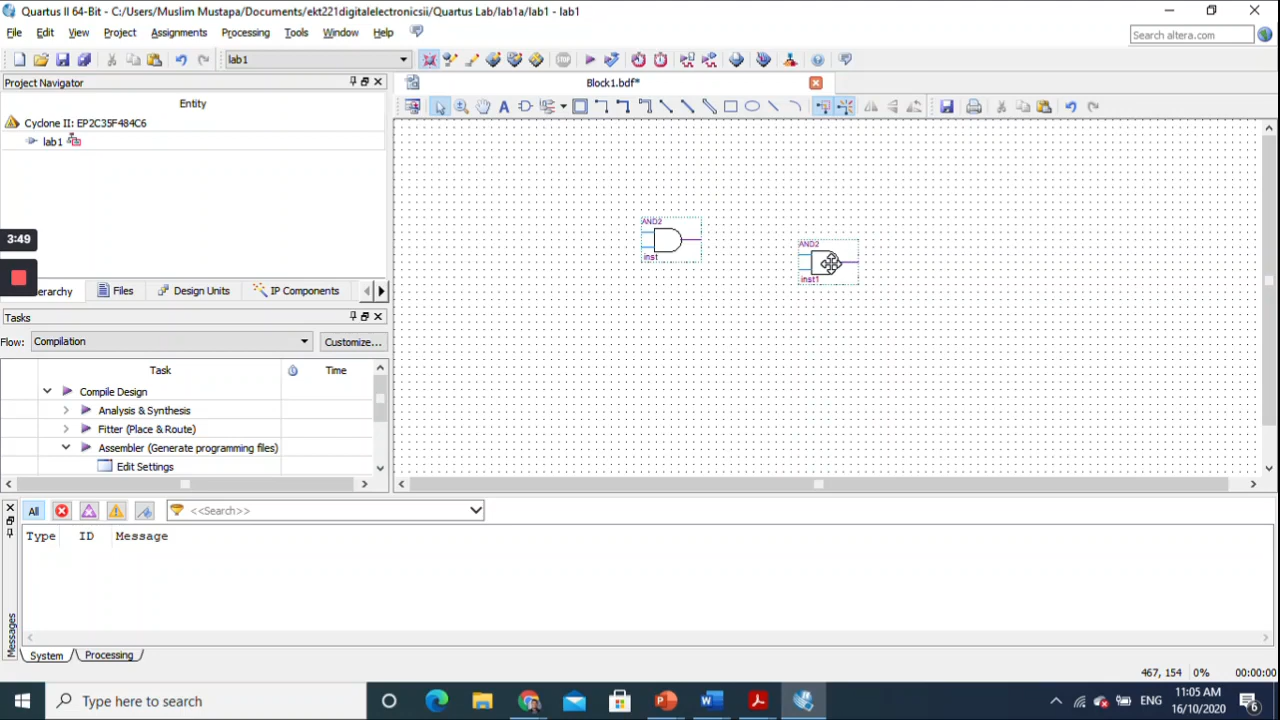 Quartus II 64-Bit - C:/Users/Muslim Mustapa/Documents/ekt221digitalelectronicsii/Quartus Lab/lab1a/lab1 - lab1
File Edit View Project Assignments Processing Tools Window Help
Search altera.com
lab1
Project Navigator
Block1.bdf*
Entity
Cyclone II: EP2C35F484C6
lab1
AND2
inst
AND2
inst1
3:49
erarchy Files Design Units IP Components
Tasks
Flow: Compilation Customize...
Task Time
Compile Design
Analysis & Synthesis
Fitter (Place & Route)
Assembler (Generate programming files)
Edit Settings
All <<Search>>
Type ID Message
Messages
System Processing
467, 154 0% 00:00:00
Type here to search
ENG
11:05 AM
16/10/2020
6